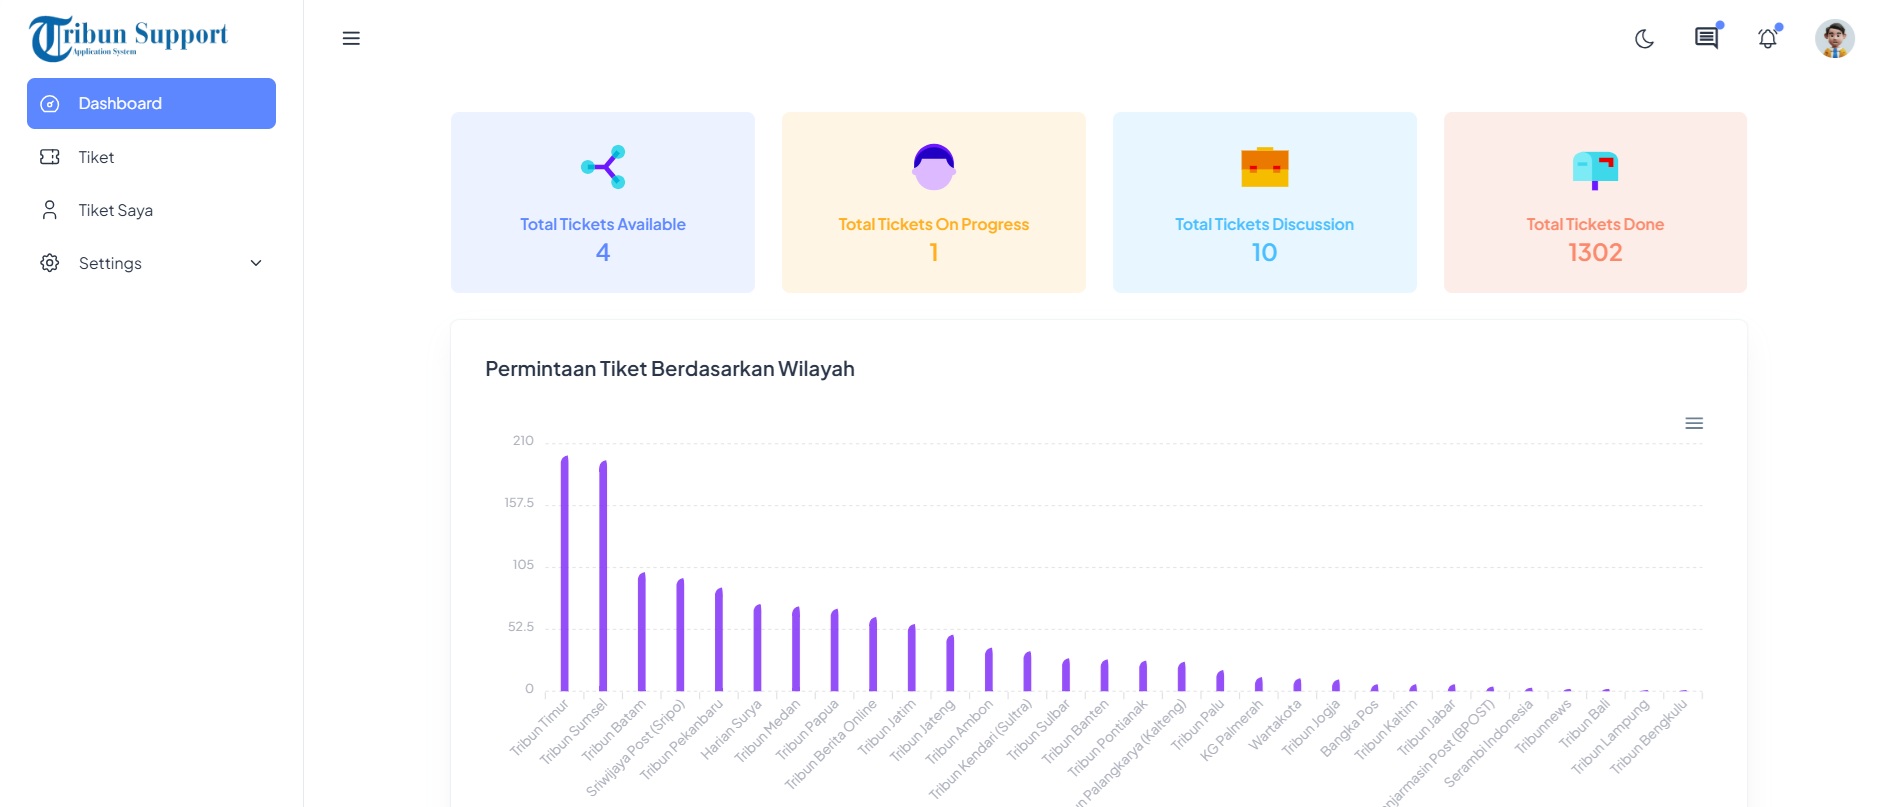 Tribun Support
Application System
Dashboard
Tiket
Tiket Saya
Settings
Total Tickets Available
4
Total Tickets On Progress
1
Total Tickets Discussion
10
Total Tickets Done
1302
Permintaan Tiket Berdasarkan Wilayah
210
157.5
105
52.5
0
Tribun Timur
Tribun Sumsel
Tribun Batam
Sriwijaya Post (Sripo)
Tribun Pekanbaru
Harian Surya
Tribun Medan
Tribun Papua
Tribun Berita Online
Tribun Jatim
Tribun Jateng
Tribun Ambon
Tribun Kendari (Sultra)
Tribun Sulbar
Tribun Banten
Tribun Pontianak
Palangkarya (Kalteng)
Tribun Palu
KG Palmerah
Wartakota
Tribun Jogja
Bangka Pos
Tribun Kaltim
Tribun Jabar
Post (BPOST)
Serambi Indonesia
Tribunnews
Tribun Bali
Tribun Lampung
Tribun Bengkulu